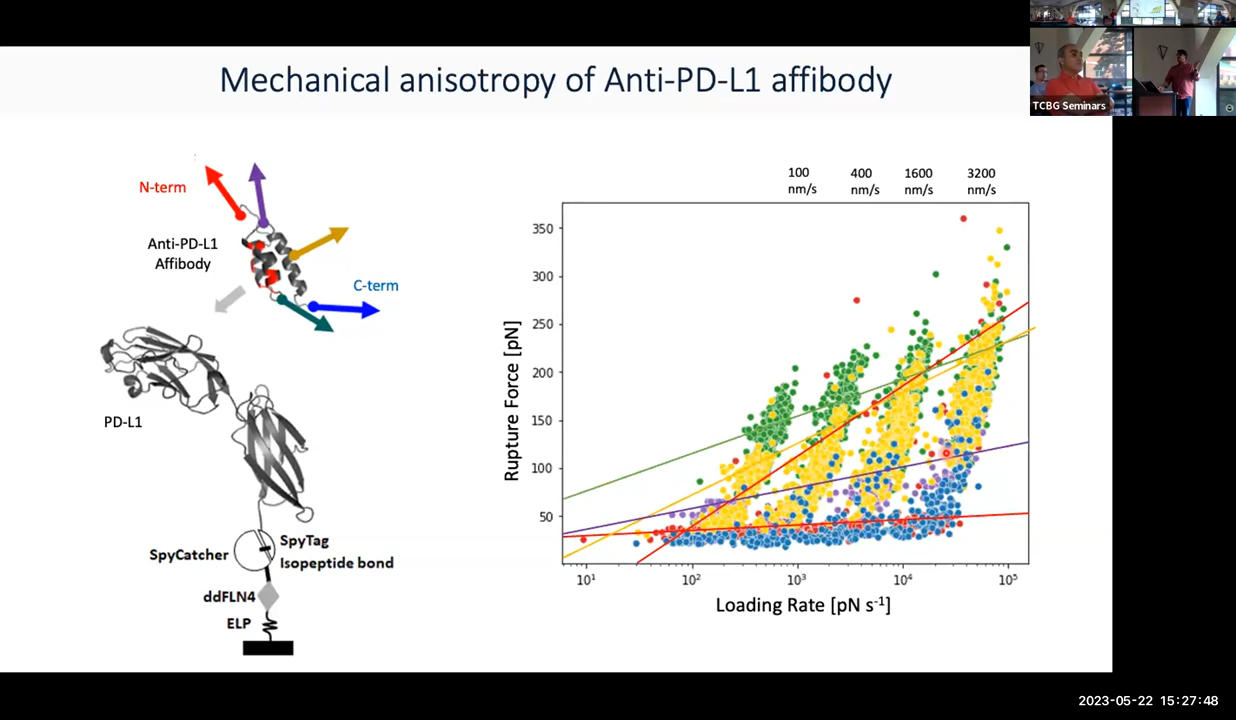 Mechanical anisotropy of Anti-PD-L1 affibody
TCBG Seminars
N-term
Anti-PD-L1
Affibody
C-term
PD-L1
SpyCatcher
SpyTag
Isopeptide bond
ddFLN4
ELP
100
nm/s
400
nm/s
1600
nm/s
3200
nm/s
Rupture Force [pN]
350
300
250
200
150
100
50
10¹
10²
10³
10⁴
10⁵
Loading Rate [pN s⁻¹]
2023-05-22 15:27:48